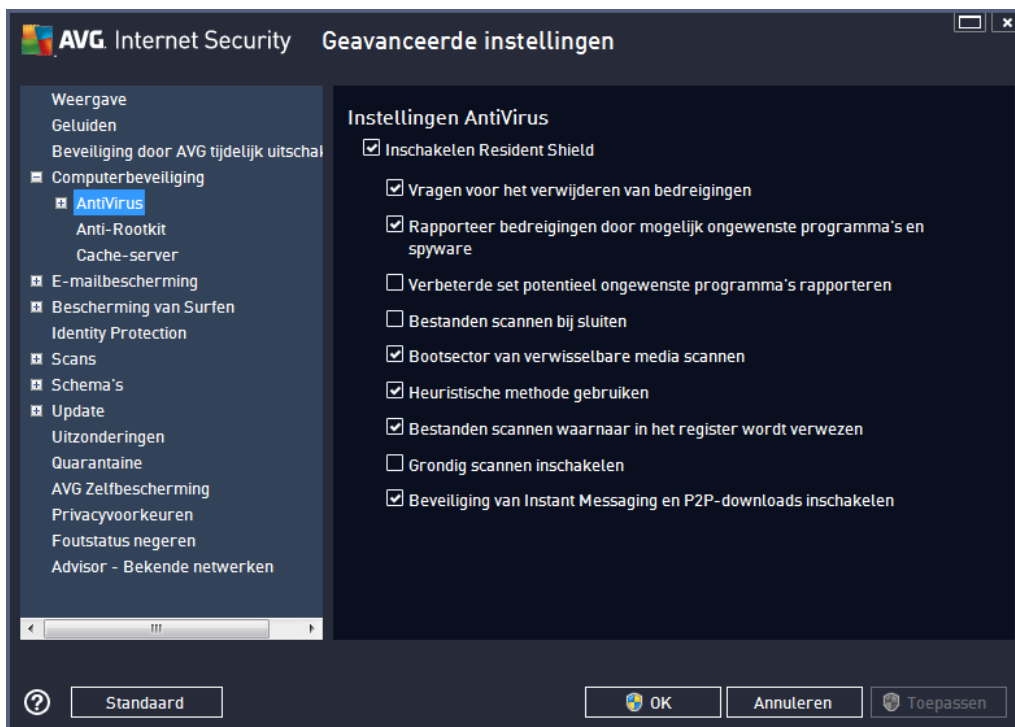 AVG. Internet Security Geavanceerde instellingen
Weergave
Geluiden
Beveiliging door AVG tijdelijk
Computerbeveiliging
AntiVirus
Anti-Rootkit
Cache-server
E-mailbescherming
Bescherming van Surfen
Identity Protection
Scans
Schema's
Update
Uitzonderingen
Quarantaine
AVG Zelfbescherming
Privacyvoorkeuren
Foutstatus negeren
Advisor - Bekende netwerken
Instellingen AntiVirus
Inschakelen Resident Shield
Vragen voor het verwijderen van bedreigingen
Rapporteer bedreigingen door mogelijk ongewenste programma's en
spyware
Verbeterde set potentieel ongewenste programma's rapporteren
Bestanden scannen bij sluiten
Bootsector van verwisselbare media scannen
Heuristische methode gebruiken
Bestanden scannen waarnaar in het register wordt verwezen
Grondig scannen inschakelen
Beveiliging van Instant Messaging en P2P-downloads inschakelen
? Standaard OK Annuleren Toepassen